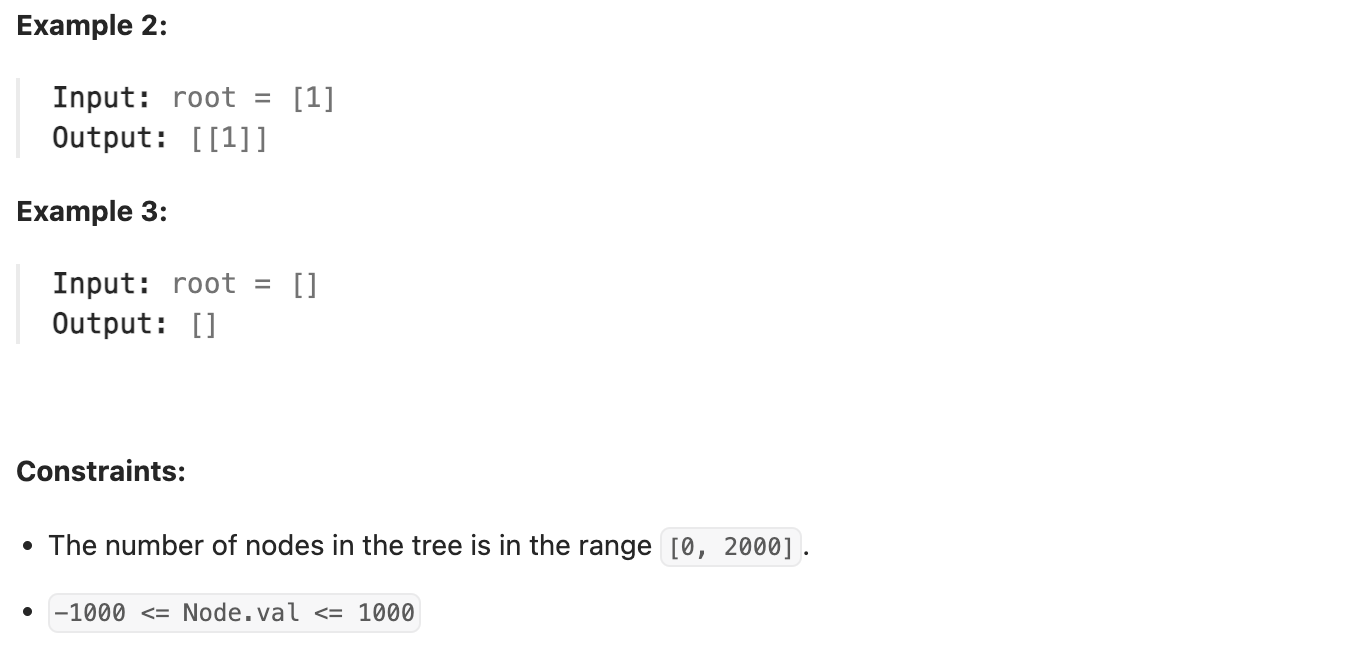 Example 2:
Input: root = [1]
Output: [[1]]
Example 3:
Input: root = []
Output: []
Constraints:
• The number of nodes in the tree is in the range [0, 2000].
• -1000 <= Node.val <= 1000